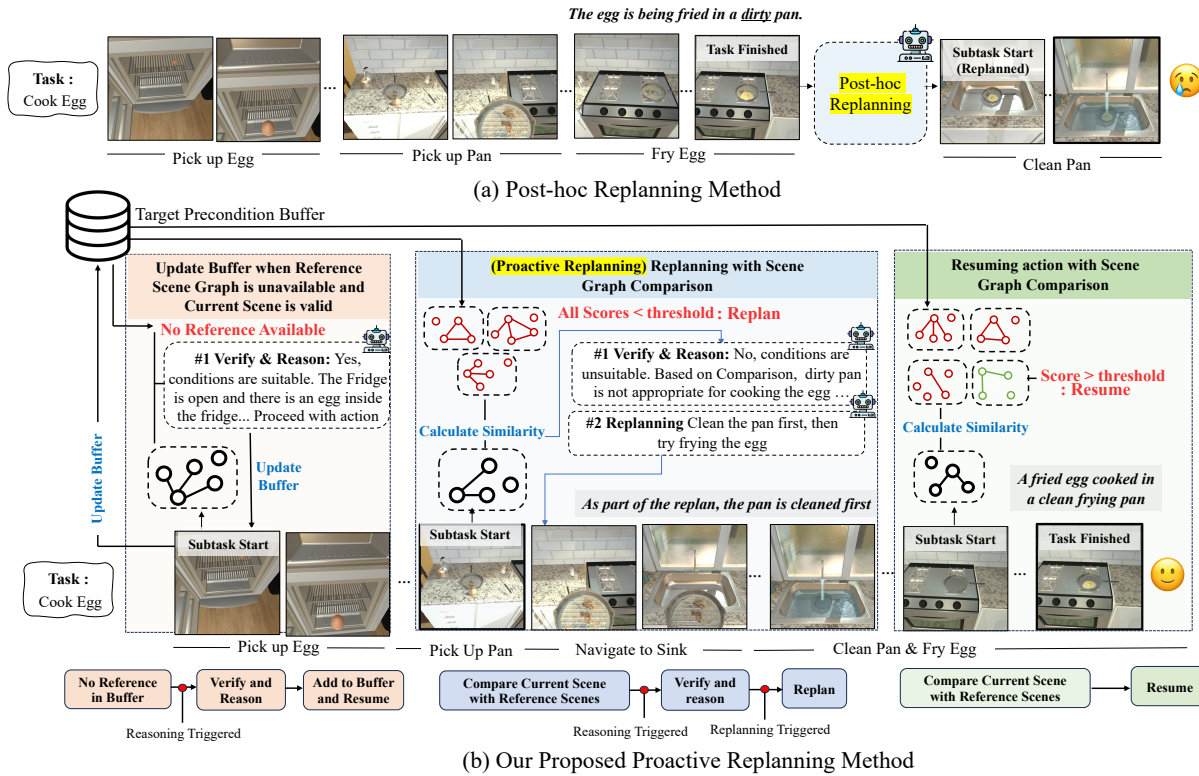 The egg is being fried in a dirty pan.
Task :
Cook Egg
...
...
...
Task Finished
Post-hoc
Replanning
Subtask Start
(Replanned)
...
Pick up Egg
Pick up Pan
Fry Egg
Clean Pan
(a) Post-hoc Replanning Method
Target Precondition Buffer
Update Buffer when Reference
Scene Graph is unavailable and
Current Scene is valid
No Reference Available
#1 Verify & Reason: Yes,
conditions are suitable. The Fridge
is open and there is an egg inside
the fridge... Proceed with action
Update Buffer
Update
Buffer
Subtask Start
Task :
Cook Egg
(Proactive Replanning) Replanning with Scene
Graph Comparison
All Scores < threshold : Replan
#1 Verify & Reason: No, conditions are
unsuitable. Based on Comparison, dirty pan
is not appropriate for cooking the egg ...
#2 Replanning Clean the pan first, then
try frying the egg
Calculate Similarity
As part of the replan, the pan is cleaned first
...
Subtask Start
...
...
Resuming action with Scene
Graph Comparison
Score > threshold
: Resume
Calculate Similarity
A fried egg cooked in
a clean frying pan
Subtask Start
...
Task Finished
Pick up Egg
Pick Up Pan
Navigate to Sink
Clean Pan & Fry Egg
No Reference
in Buffer
Verify and
Reason
Add to Buffer
and Resume
Reasoning Triggered
Compare Current Scene
with Reference Scenes
Verify and
reason
Replan
Reasoning Triggered
Replanning Triggered
Compare Current Scene
with Reference Scenes
Resume
(b) Our Proposed Proactive Replanning Method